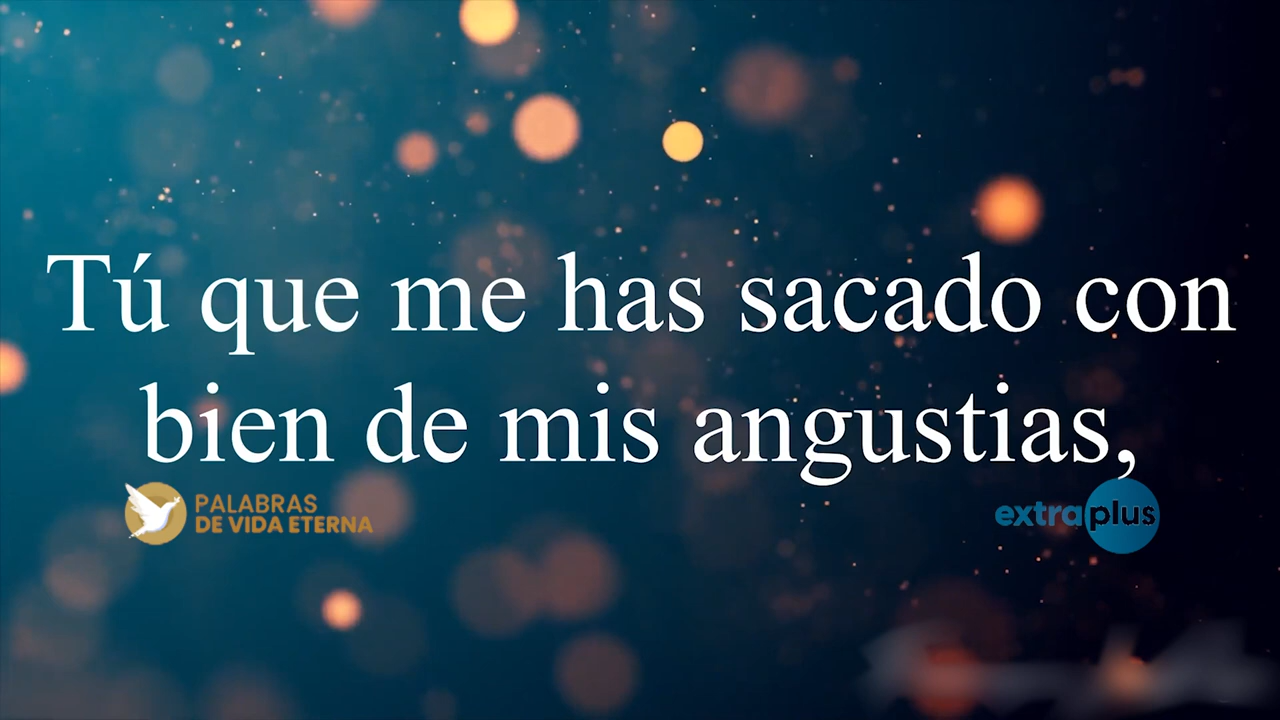 Tú que me has sacado con
bien de mis angustias,
PALABRAS
DE VIDA ETERNA
extraplus